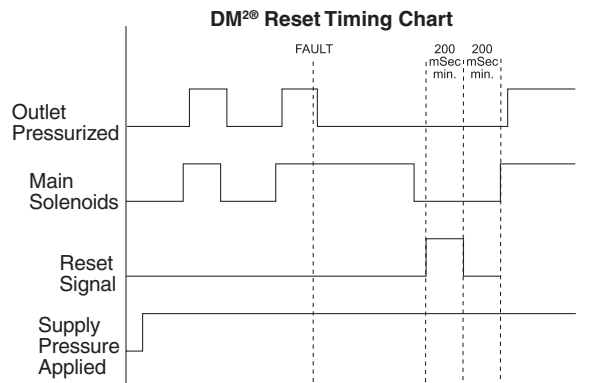 DM²® Reset Timing Chart
FAULT
200 200
mSec mSec
min. min.
Outlet
Pressurized
Main
Solenoids
Reset
Signal
Supply
Pressure
Applied